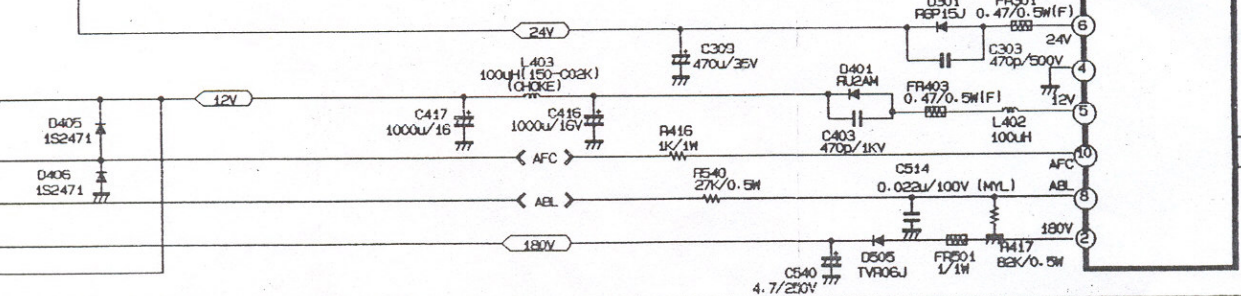 D301
RGP15J
FR301
0.47/0.5W(F)
6
24V
24V
C309
470u/35V
C303
470p/500V
4
L403
100uH(150-C02K)
(CHOKE)
D401
RU2AM
FR403
0.47/0.5W(F)
12V
12V
5
D405
1S2471
C417
1000u/16
C416
1000u/16V
C403
470p/1KV
L402
100uH
R416
1K/1W
10
AFC
AFC
D406
1S2471
R540
27K/0.5W
C514
0.022u/100V (MYL)
ABL
8
ABL
180V
180V
2
C540
4.7/250V
D505
TVR06J
FR501
1/1W
R417
82K/0.5W